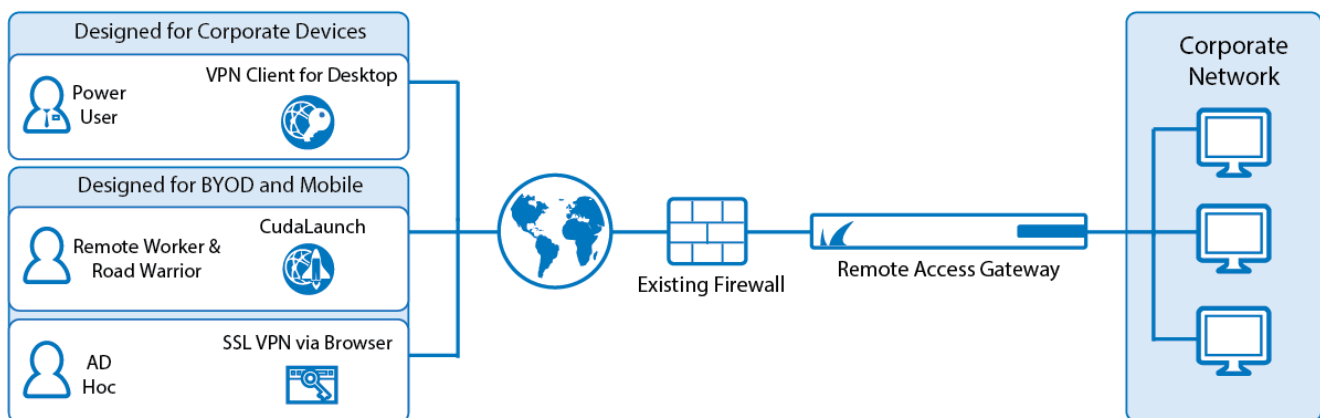 Designed for Corporate Devices
VPN Client for Desktop
Power
User
Designed for BYOD and Mobile
CudaLaunch
Remote Worker &
Road Warrior
SSL VPN via Browser
AD
Hoc
Existing Firewall
Remote Access Gateway
Corporate
Network